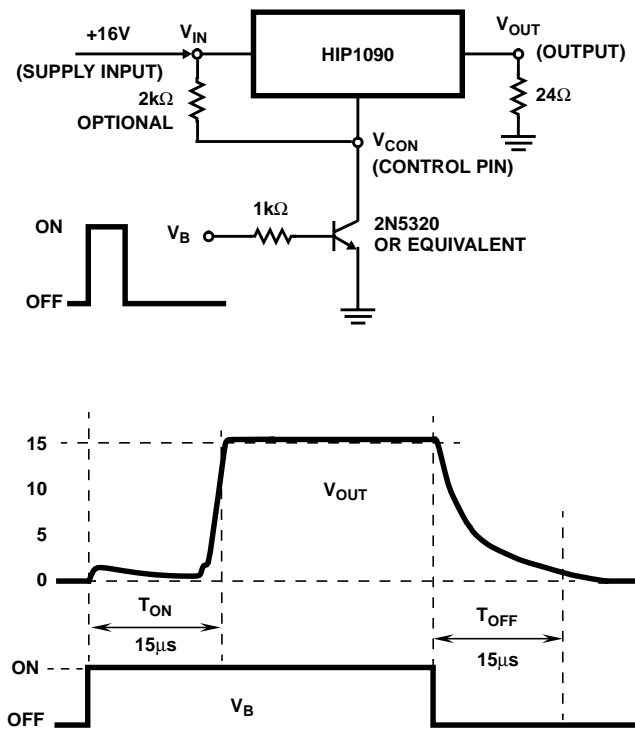 +16V
V_IN
HIP1090
V_OUT
(OUTPUT)
(SUPPLY INPUT)
2kΩ
OPTIONAL
24Ω
V_CON
(CONTROL PIN)
1kΩ
V_B
2N5320
OR EQUIVALENT
ON
OFF
15
10
5
0
V_OUT
T_ON
15μs
T_OFF
15μs
ON
V_B
OFF